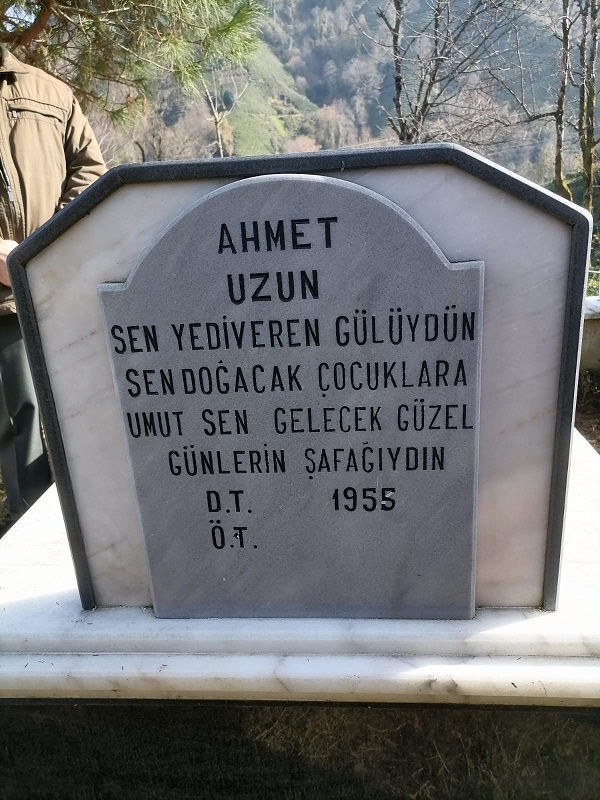 AHMET
UZUN
SEN YEDİVEREN GÜLÜYDÜN
SEN DOĞACAK ÇOCUKLARA
UMUT SEN GELECEK GÜZEL
GÜNLERİN ŞAFAĞIYDIN
D.T. 1955
Ö.T.